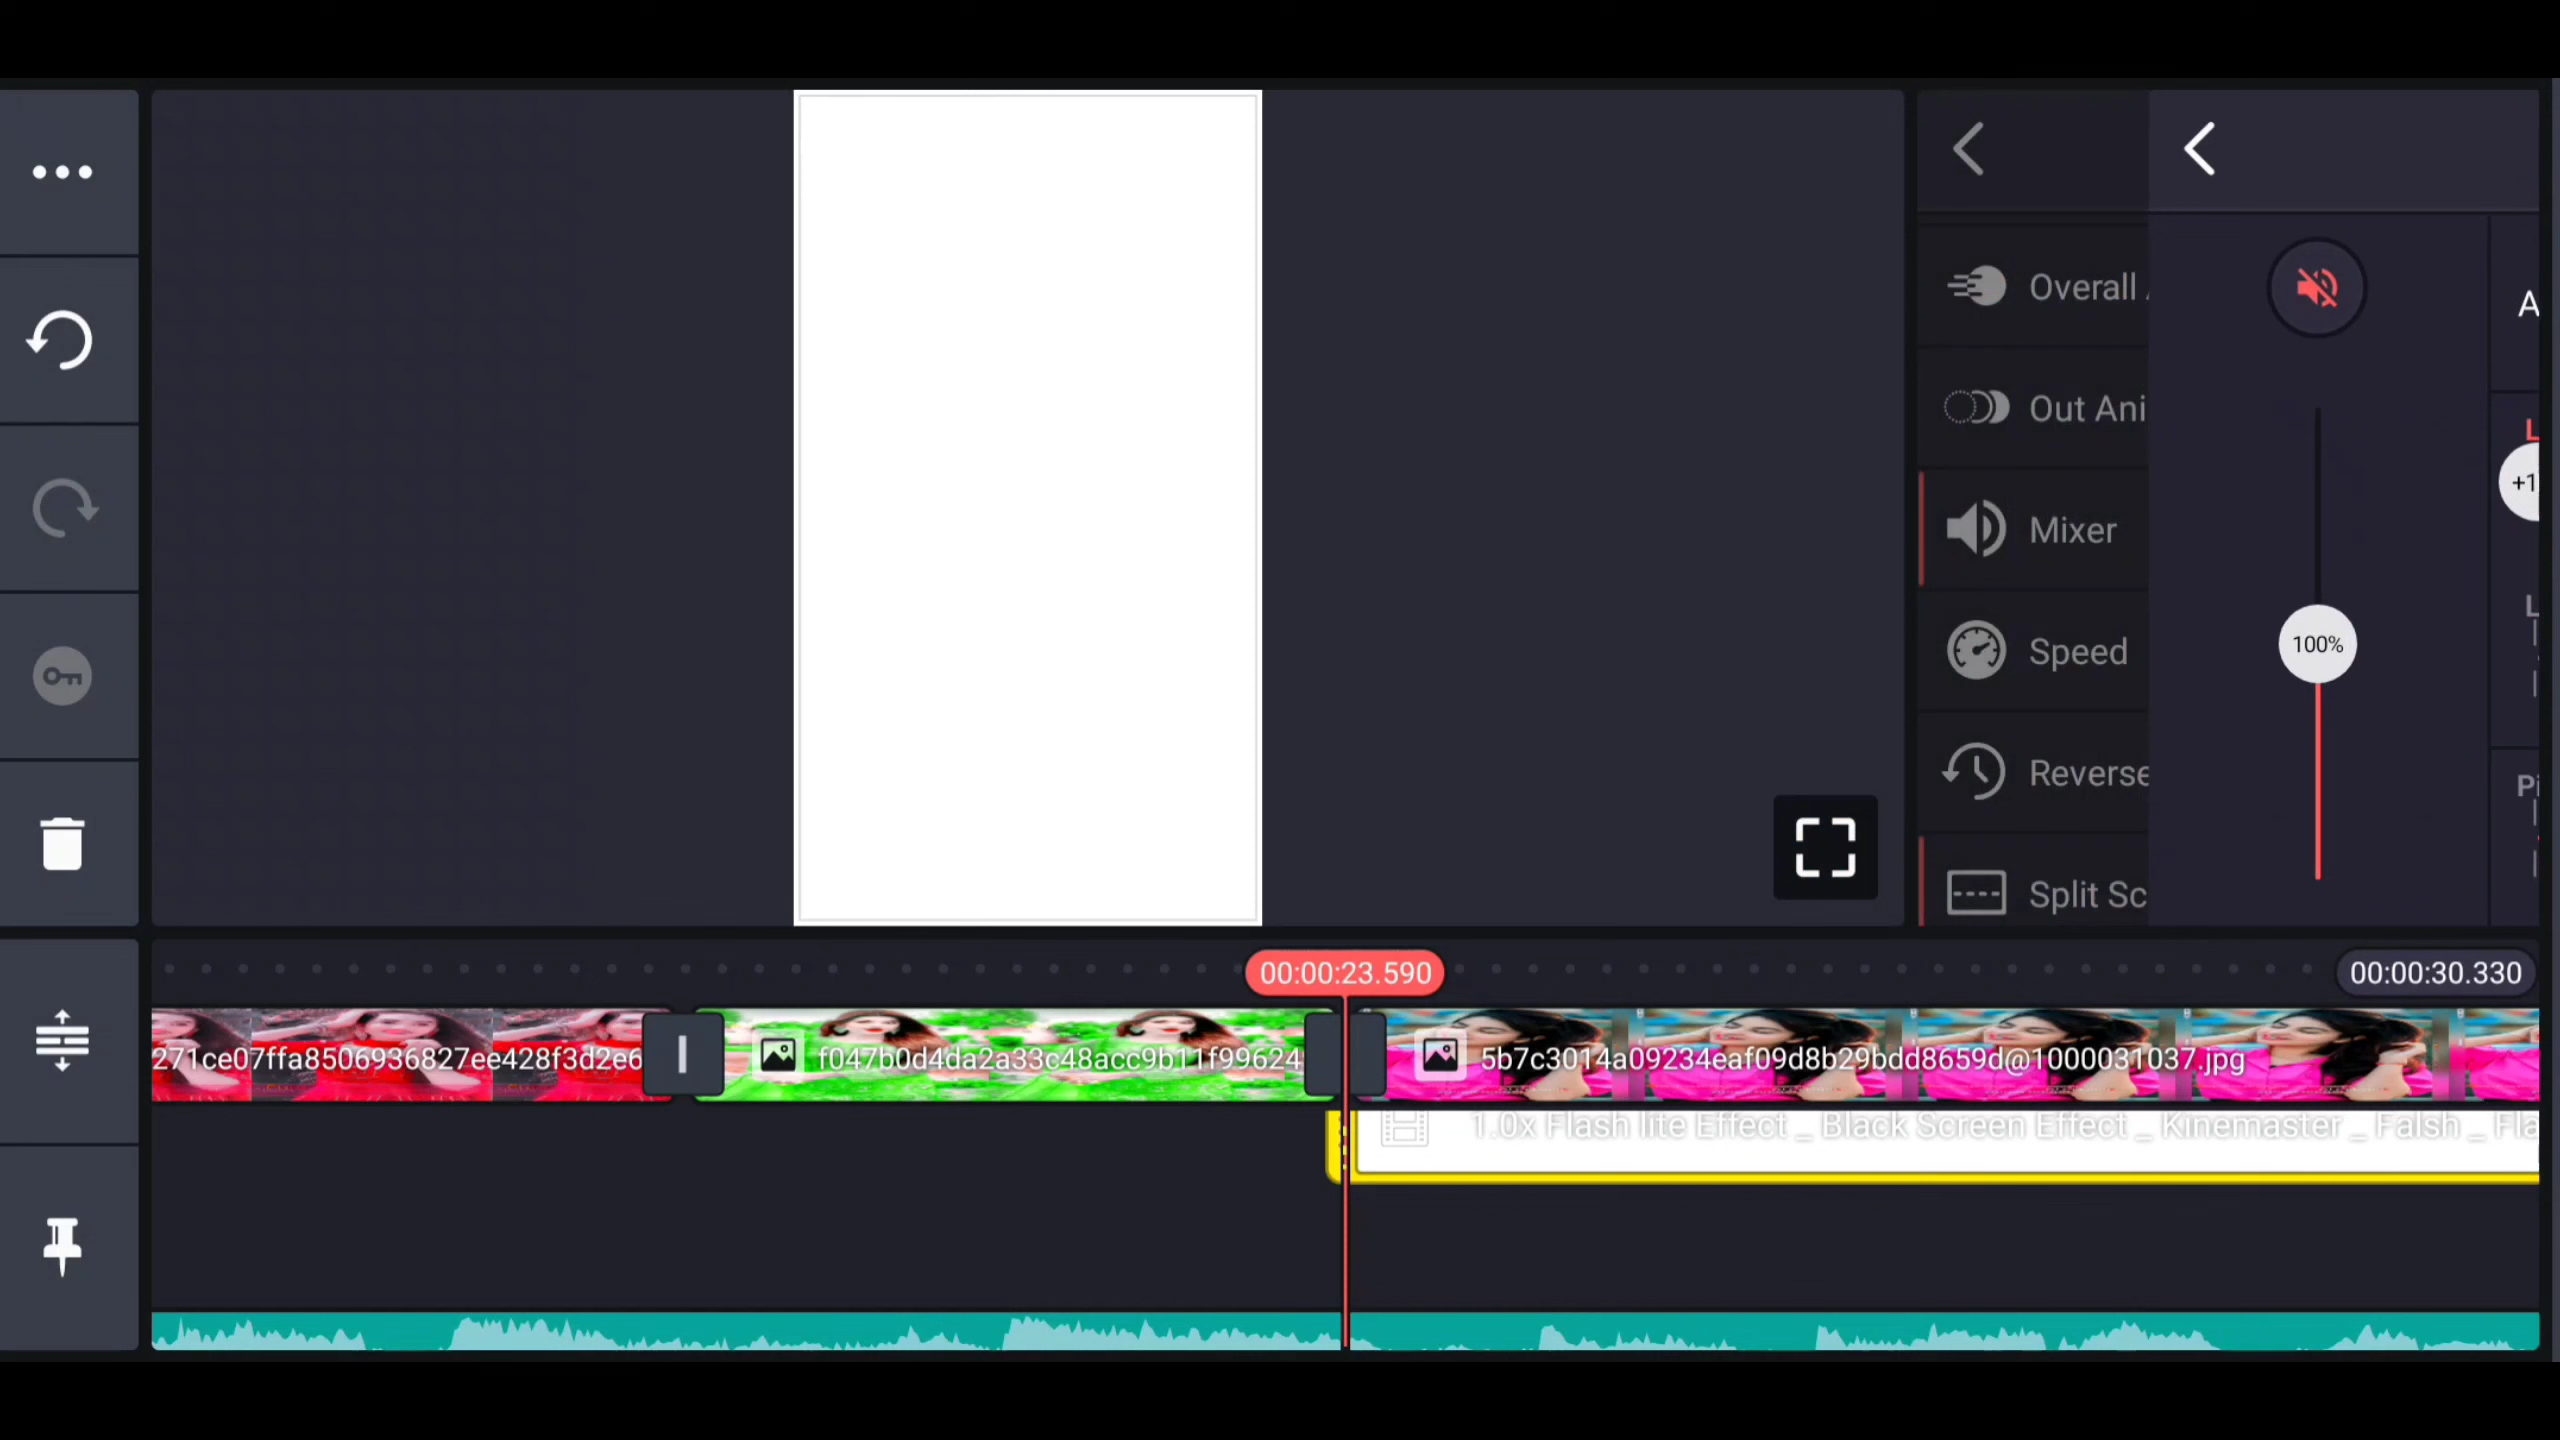 Overall
Out Ani
Mixer
Speed
Reverse
Split Sc
A
L
+1
100%
L
Pi
00:00:23.590
00:00:30.330
271ce07ffa8506936827ee428f3d2e6
f047b0d4da2a33c48acc9b11f99624
5b7c3014a09234eaf09d8b29bdd8659d@1000031037.jpg
1.0x Flash lite Effect _ Black Screen Effect _ Kinemaster _ Falsh _ Fla